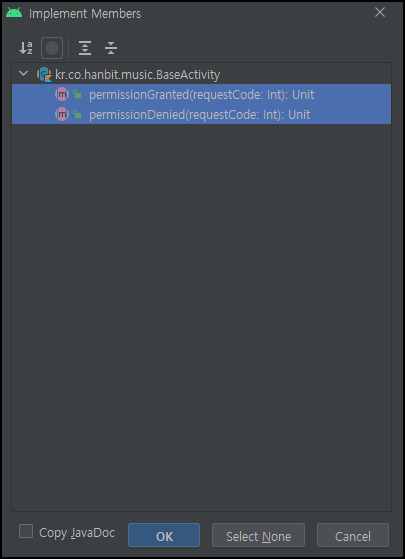 Implement Members
kr.co.hanbit.music.BaseActivity
permissionGranted(requestCode: Int): Unit
permissionDenied(requestCode: Int): Unit
Copy JavaDoc
OK
Select None
Cancel